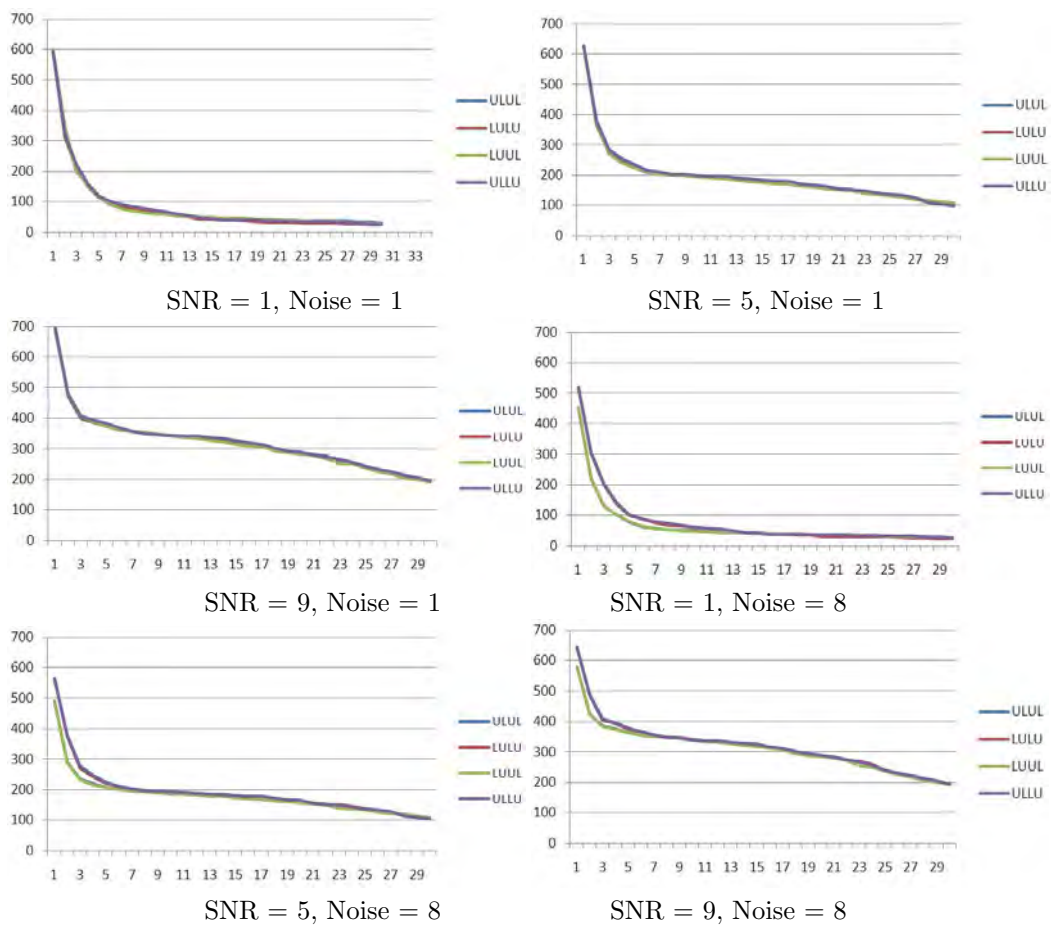 700
600
500
400
300
200
100
0
1 3 5 7 9 11 13 15 17 19 21 23 25 27 29 31 33
ULUL
LULU
LUUL
ULLU
SNR = 1, Noise = 1
700
600
500
400
300
200
100
0
1 3 5 7 9 11 13 15 17 19 21 23 25 27 29
ULUL
LULU
LUUL
ULLU
SNR = 5, Noise = 1
700
600
500
400
300
200
100
0
1 3 5 7 9 11 13 15 17 19 21 23 25 27 29
ULUL
LULU
LUUL
ULLU
SNR = 9, Noise = 1
700
600
500
400
300
200
100
0
1 3 5 7 9 11 13 15 17 19 21 23 25 27 29
ULUL
LULU
LUUL
ULLU
SNR = 1, Noise = 8
700
600
500
400
300
200
100
0
1 3 5 7 9 11 13 15 17 19 21 23 25 27 29
ULUL
LULU
LUUL
ULLU
SNR = 5, Noise = 8
700
600
500
400
300
200
100
0
1 3 5 7 9 11 13 15 17 19 21 23 25 27 29
ULUL
LULU
LUUL
ULLU
SNR = 9, Noise = 8